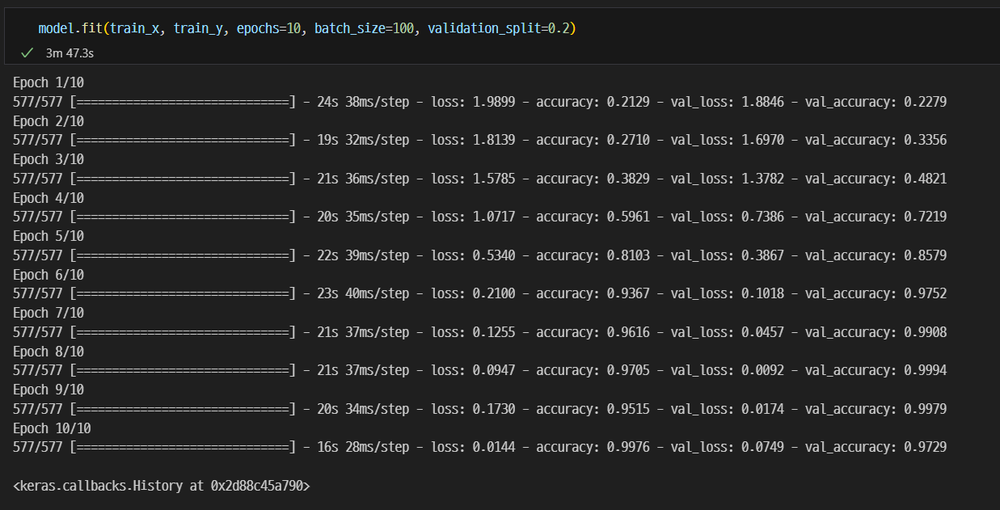 model.fit(train_x, train_y, epochs=10, batch_size=100, validation_split=0.2)
✓ 3m 47.3s
Epoch 1/10
577/577 [==============================] - 24s 38ms/step - loss: 1.9899 - accuracy: 0.2129 - val_loss: 1.8846 - val_accuracy: 0.2279
Epoch 2/10
577/577 [==============================] - 19s 32ms/step - loss: 1.8139 - accuracy: 0.2710 - val_loss: 1.6970 - val_accuracy: 0.3356
Epoch 3/10
577/577 [==============================] - 21s 36ms/step - loss: 1.5785 - accuracy: 0.3829 - val_loss: 1.3782 - val_accuracy: 0.4821
Epoch 4/10
577/577 [==============================] - 20s 35ms/step - loss: 1.0717 - accuracy: 0.5961 - val_loss: 0.7386 - val_accuracy: 0.7219
Epoch 5/10
577/577 [==============================] - 22s 39ms/step - loss: 0.5340 - accuracy: 0.8103 - val_loss: 0.3867 - val_accuracy: 0.8579
Epoch 6/10
577/577 [==============================] - 23s 40ms/step - loss: 0.2100 - accuracy: 0.9367 - val_loss: 0.1018 - val_accuracy: 0.9752
Epoch 7/10
577/577 [==============================] - 21s 37ms/step - loss: 0.1255 - accuracy: 0.9616 - val_loss: 0.0457 - val_accuracy: 0.9908
Epoch 8/10
577/577 [==============================] - 21s 37ms/step - loss: 0.0947 - accuracy: 0.9705 - val_loss: 0.0092 - val_accuracy: 0.9994
Epoch 9/10
577/577 [==============================] - 20s 34ms/step - loss: 0.1730 - accuracy: 0.9515 - val_loss: 0.0174 - val_accuracy: 0.9979
Epoch 10/10
577/577 [==============================] - 16s 28ms/step - loss: 0.0144 - accuracy: 0.9976 - val_loss: 0.0749 - val_accuracy: 0.9729
<keras.callbacks.History at 0x2d88c45a790>